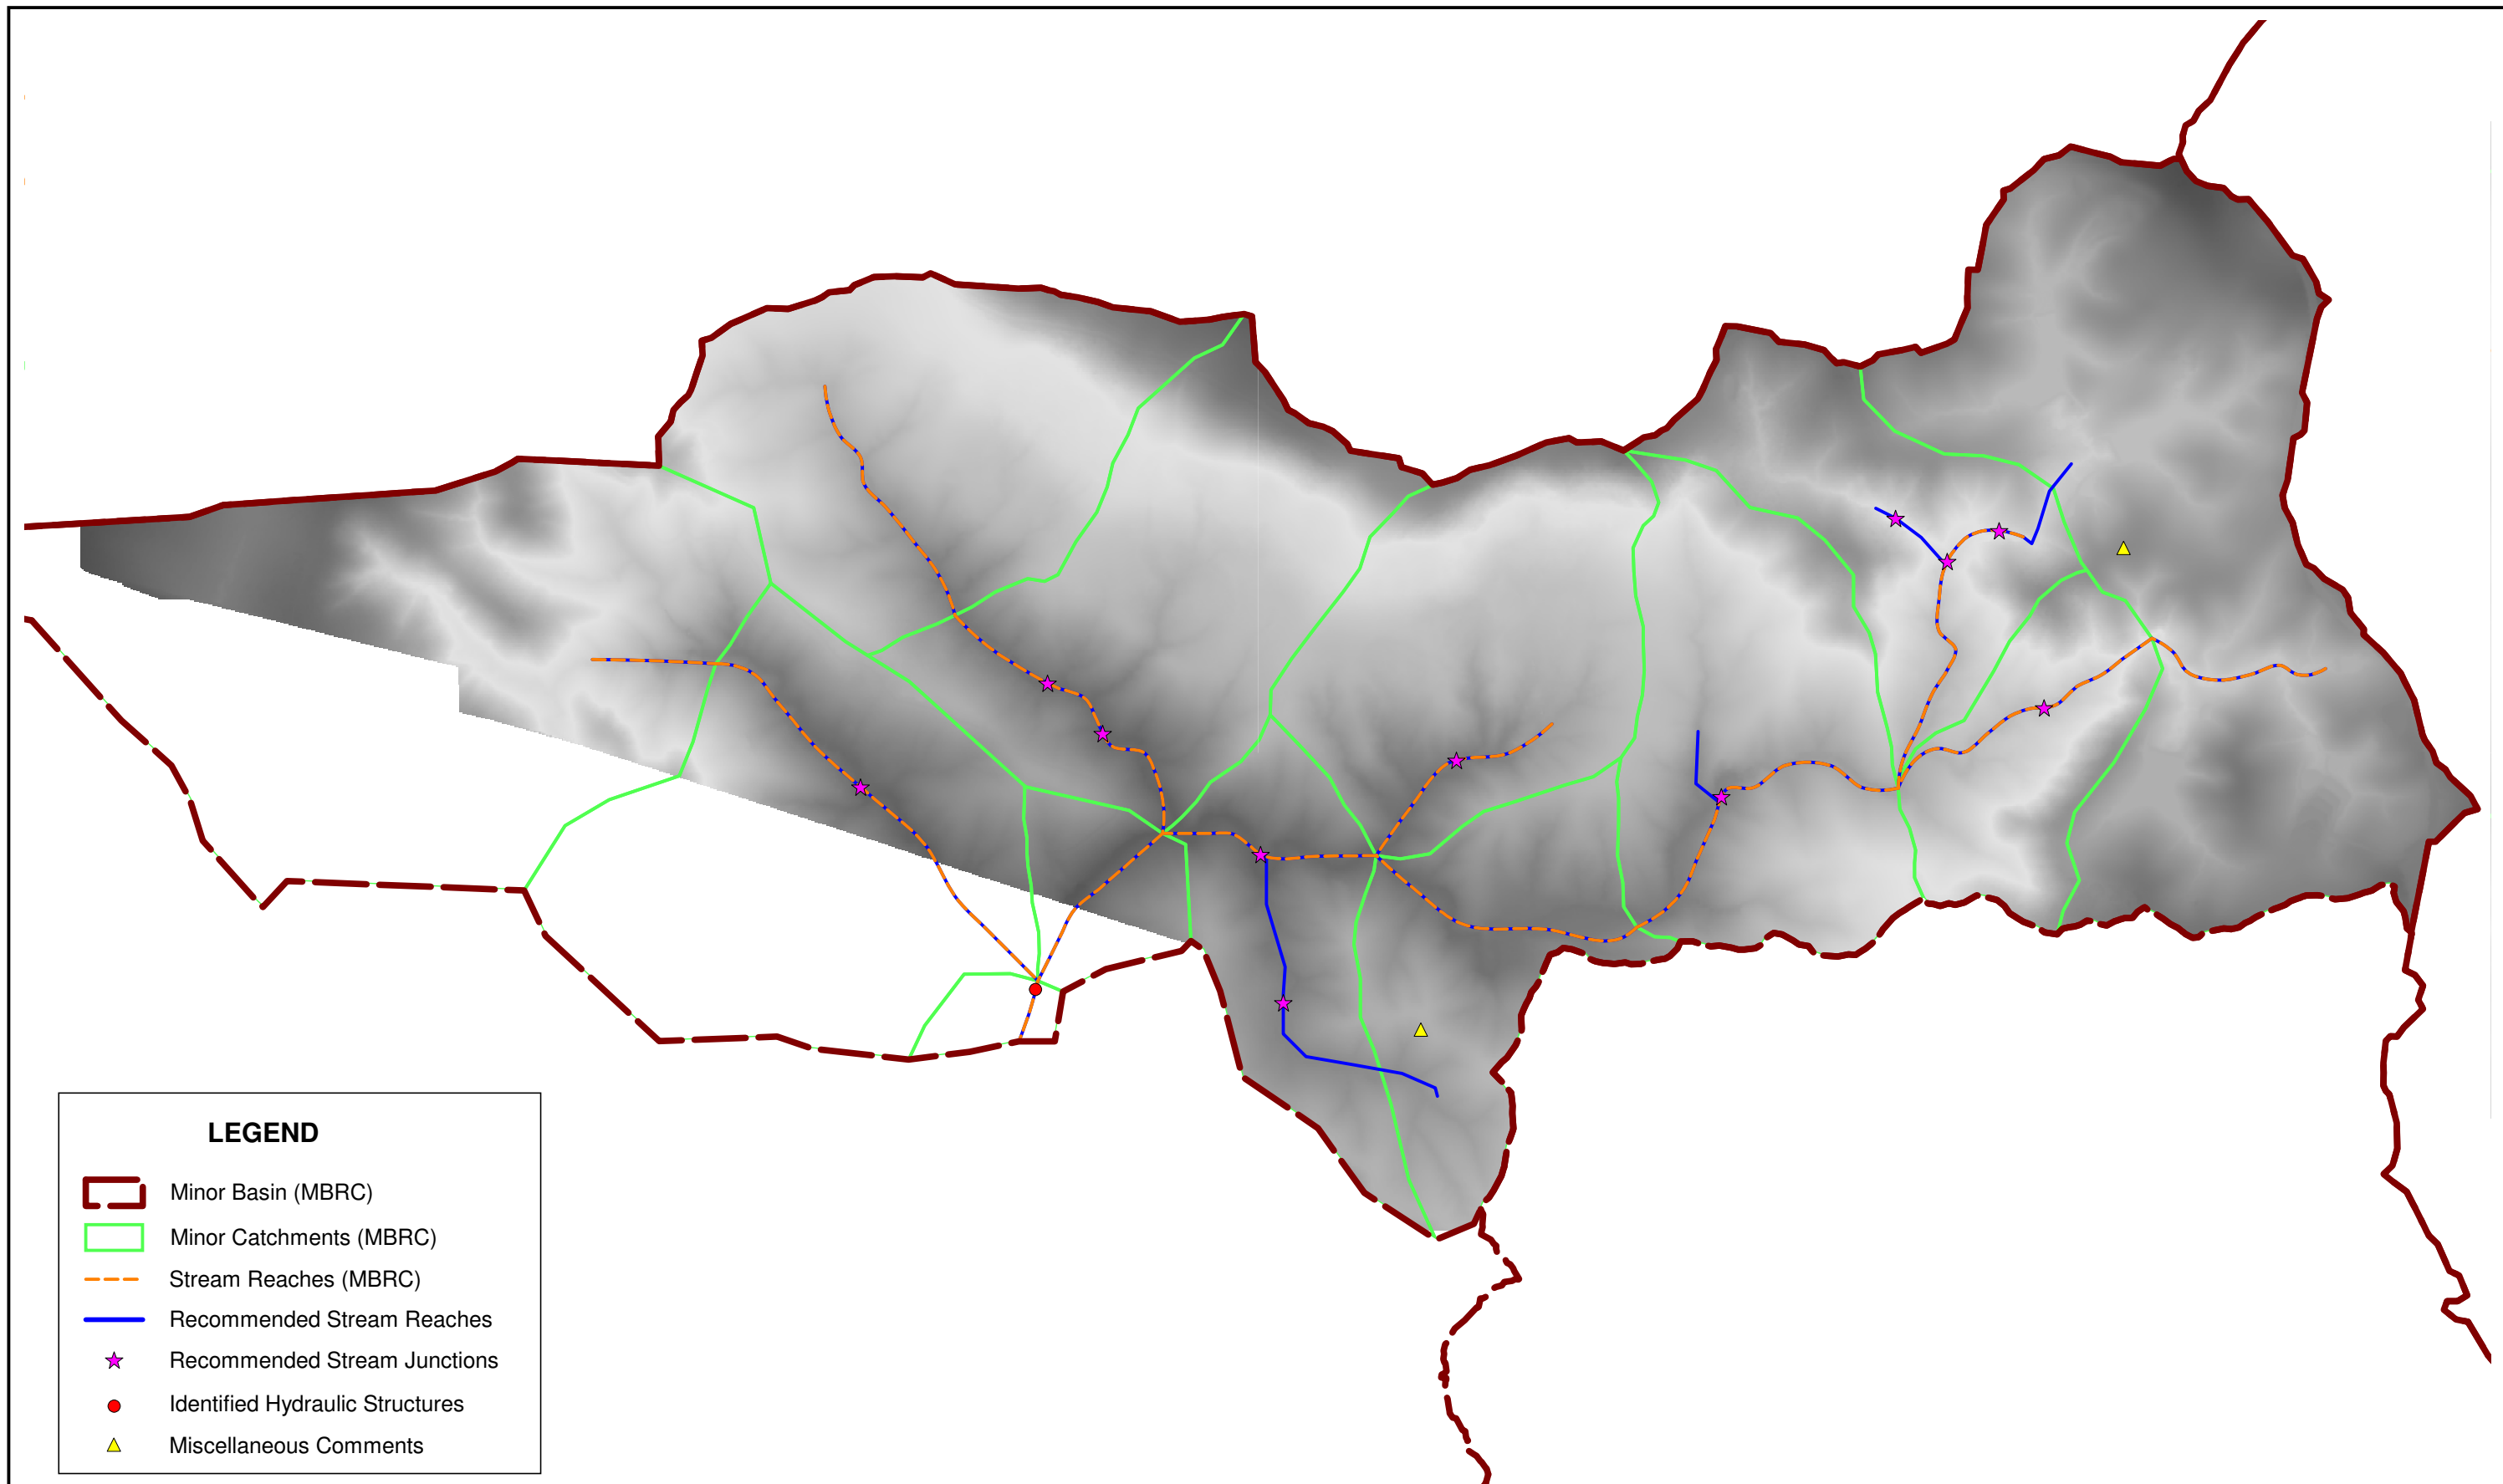 LEGEND
Minor Basin (MBRC)
Minor Catchments (MBRC)
Stream Reaches (MBRC)
Recommended Stream Reaches
Recommended Stream Junctions
Identified Hydraulic Structures
Miscellaneous Comments